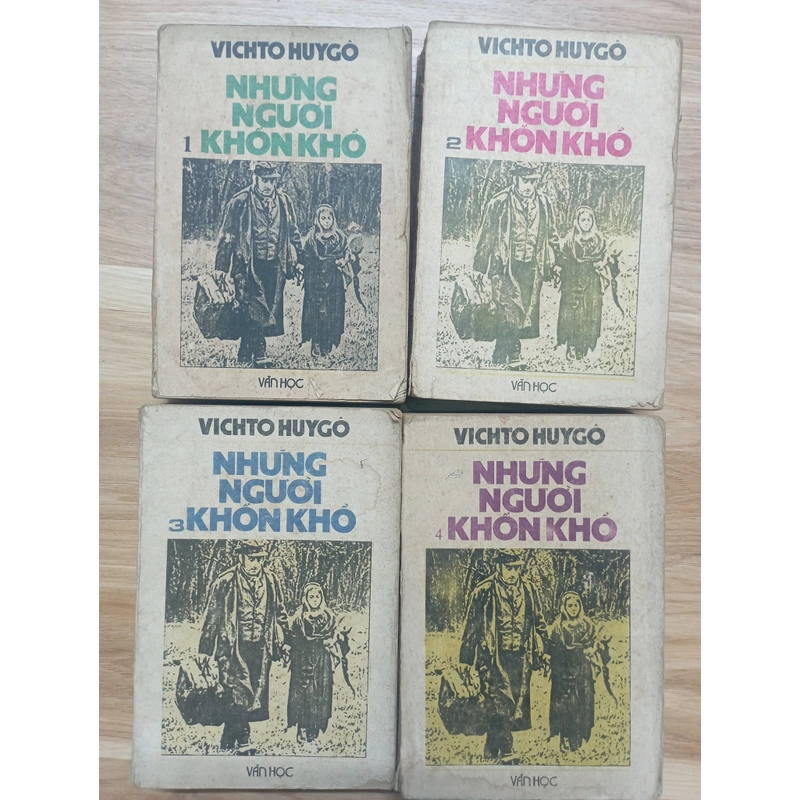 VICHTO HUYGÔ
NHỮNG
NGƯỜI
1 KHỐN KHỔ
VĂN HỌC
VICHTO HUYGÔ
NHỮNG
NGƯỜI
2 KHỐN KHỔ
VĂN HỌC
VICHTO HUYGÔ
NHỮNG
NGƯỜI
3 KHỐN KHỔ
VĂN HỌC
VICHTO HUYGÔ
NHỮNG
NGƯỜI
4 KHỐN KHỔ
VĂN HỌC